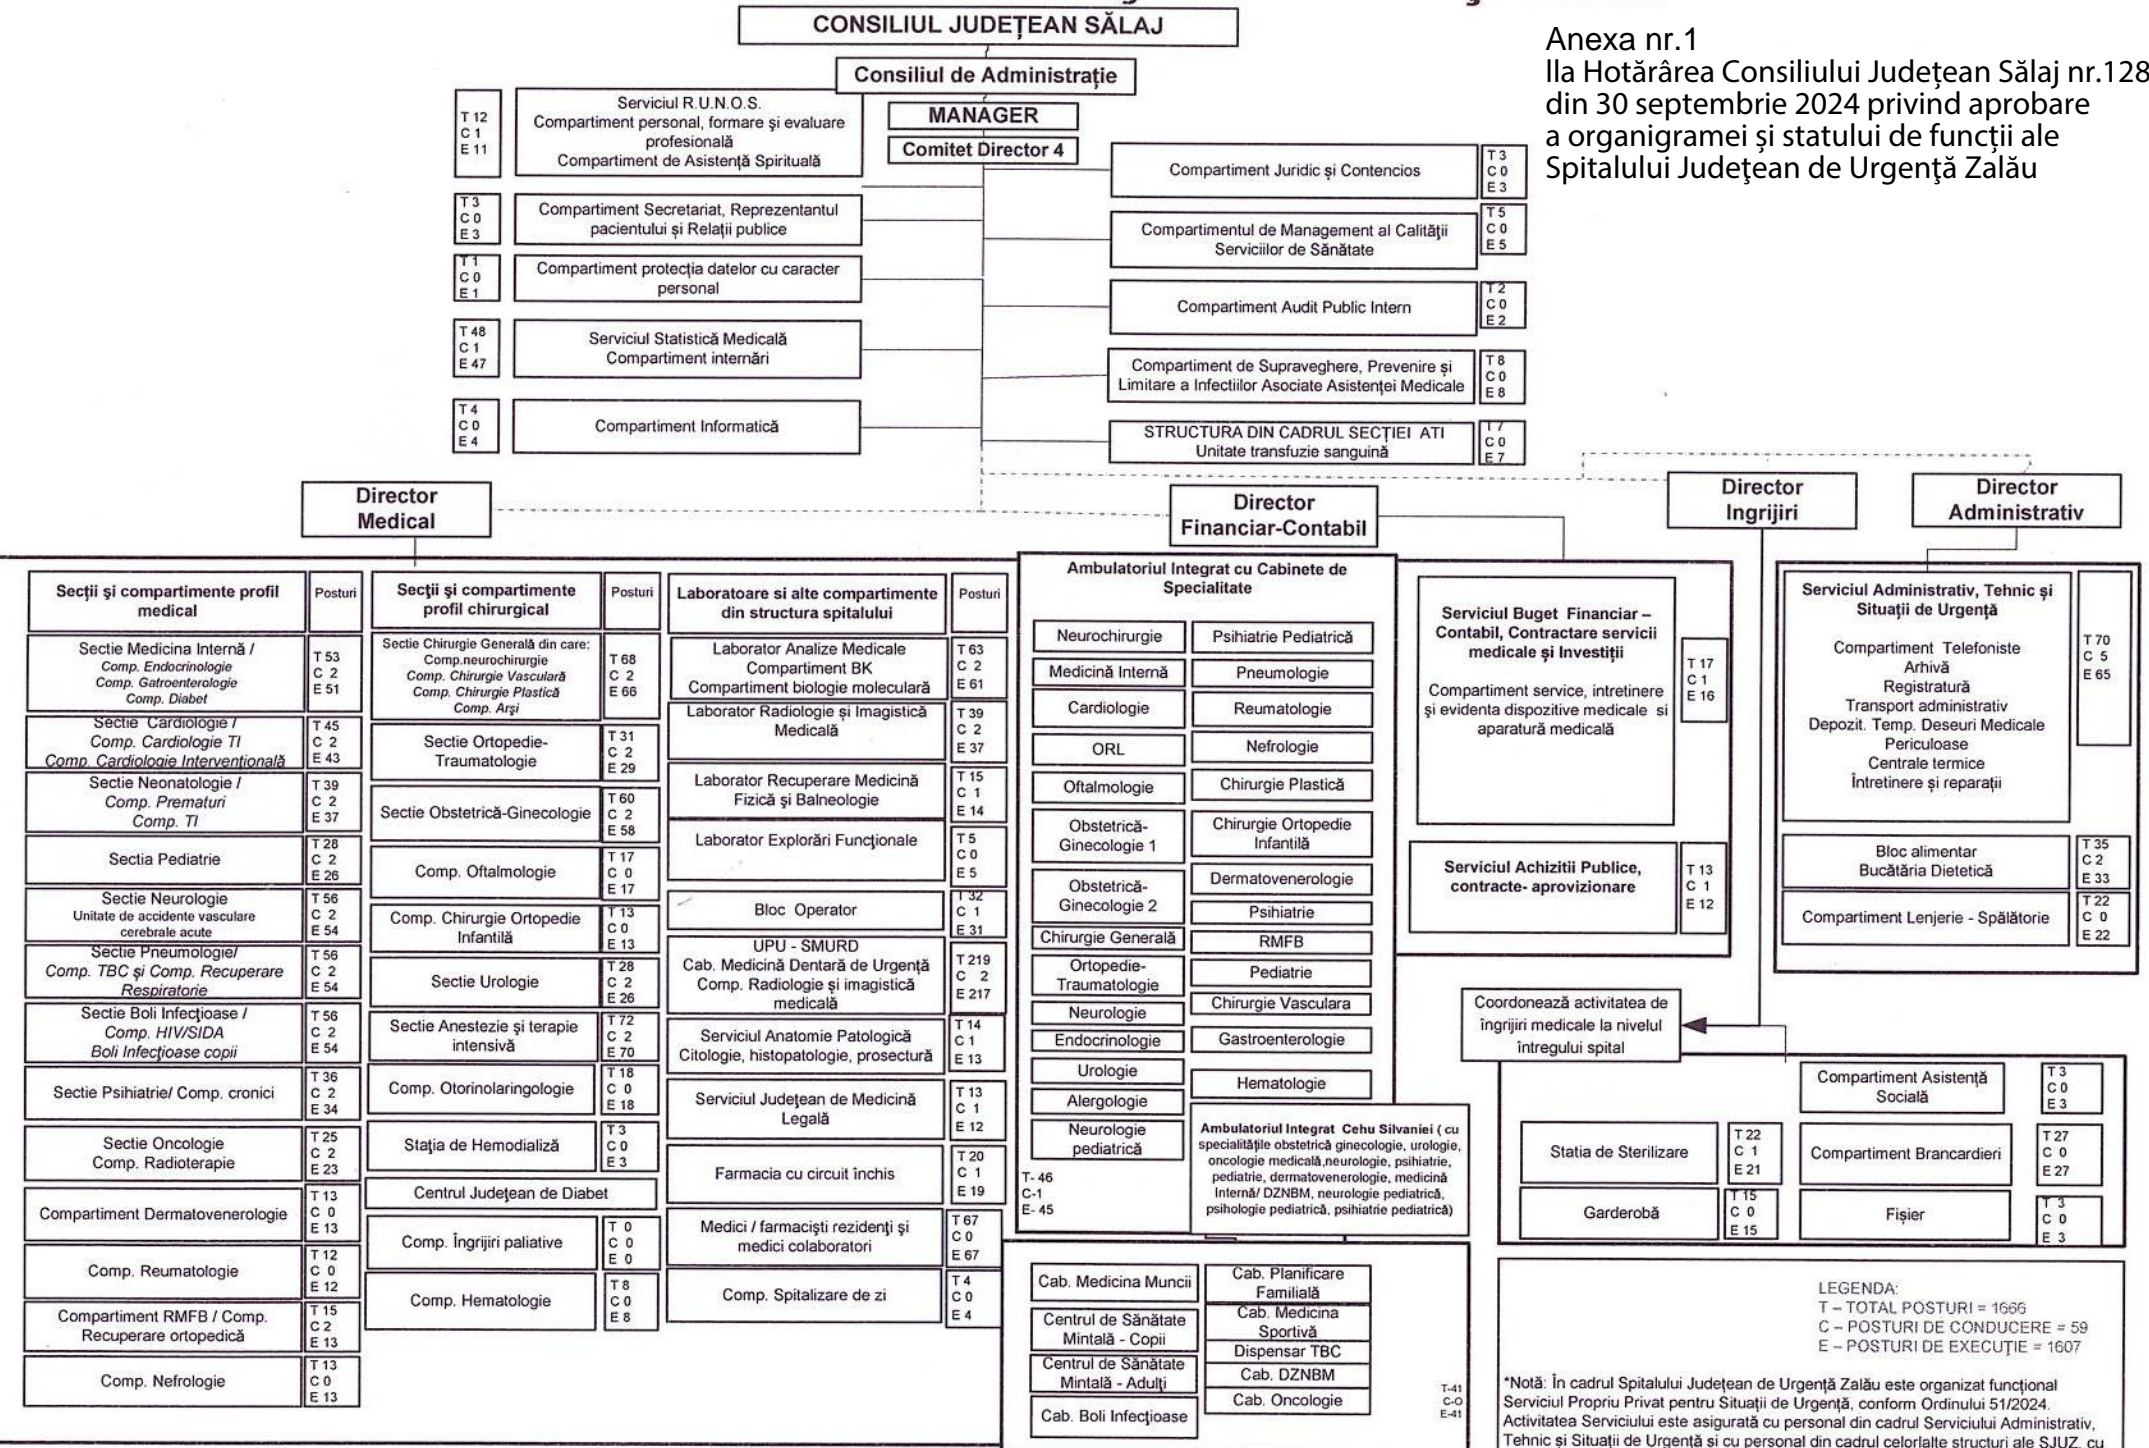 CONSILIUL JUDEȚEAN SĂLAJ
Anexa nr.1
lla Hotărârea Consiliului Județean Sălaj nr.128
din 30 septembrie 2024 privind aprobare
a organigramei și statului de funcții ale
Spitalului Judeţean de Urgenţă Zalău
Consiliul de Administrație
MANAGER
Comitet Director 4
T 12
C 1
E 11
Serviciul R.U.N.O.S.
Compartiment personal, formare și evaluare
profesională
Compartiment de Asistență Spirituală
T 3
C 0
E 3
Compartiment Secretariat, Reprezentantul
pacientului și Relații publice
T 1
C 0
E 1
Compartiment protecția datelor cu caracter
personal
T 48
C 1
E 47
Serviciul Statistică Medicală
Compartiment internări
T 4
C 0
E 4
Compartiment Informatică
Compartiment Juridic și Contencios
T 3
C 0
E 3
Compartimentul de Management al Calităţii
Serviciilor de Sănătate
T 5
C 0
E 5
Compartiment Audit Public Intern
T 2
C 0
E 2
Compartiment de Supraveghere, Prevenire și
Limitare a Infectiilor Asociate Asistenței Medicale
T 8
C 0
E 8
STRUCTURA DIN CADRUL SECȚIEI ATI
Unitate transfuzie sanguină
T 7
C 0
E 7
Director
Medical
Director
Financiar-Contabil
Director
Ingrijiri
Director
Administrativ
Secţii şi compartimente profil
medical
Posturi
Sectie Medicina Internă /
Comp. Endocrinologie
Comp. Gatroenterologie
Comp. Diabet
T 53
C 2
E 51
Sectie Cardiologie /
Comp. Cardiologie TI
Comp. Cardiologie Intervențională
T 45
C 2
E 43
Sectie Neonatologie /
Comp. Prematuri
Comp. TI
T 39
C 2
E 37
Sectia Pediatrie
T 28
C 2
E 26
Sectie Neurologie
Unitate de accidente vasculare
cerebrale acute
T 56
C 2
E 54
Sectie Pneumologie/
Comp. TBC și Comp. Recuperare
Respiratorie
T 56
C 2
E 54
Sectie Boli Infecţioase /
Comp. HIV/SIDA
Boli Infecţioase copii
T 56
C 2
E 54
Sectie Psihiatrie/ Comp. cronici
T 36
C 2
E 34
Sectie Oncologie
Comp. Radioterapie
T 25
C 2
E 23
Compartiment Dermatovenerologie
T 13
C 0
E 13
Comp. Reumatologie
T 12
C 0
E 12
Compartiment RMFB / Comp.
Recuperare ortopedică
T 15
C 2
E 13
Comp. Nefrologie
T 13
C 0
E 13
Secţii şi compartimente
profil chirurgical
Posturi
Sectie Chirurgie Generală din care:
Comp.neurochirurgie
Comp. Chirurgie Vasculară
Comp. Chirurgie Plastică
Comp. Arşi
T 68
C 2
E 66
Sectie Ortopedie-
Traumatologie
T 31
C 2
E 29
Sectie Obstetrică-Ginecologie
T 60
C 2
E 58
Comp. Oftalmologie
T 17
C 0
E 17
Comp. Chirurgie Ortopedie
Infantilă
T 13
C 0
E 13
Sectie Urologie
T 28
C 2
E 26
Sectie Anestezie şi terapie
intensivă
T 72
C 2
E 70
Comp. Otorinolaringologie
T 18
C 0
E 18
Staţia de Hemodializă
T 3
C 0
E 3
Centrul Judeţean de Diabet
Comp. Îngrijiri paliative
T 0
C 0
E 0
Comp. Hematologie
T 8
C 0
E 8
Laboratoare si alte compartimente
din structura spitalului
Posturi
Laborator Analize Medicale
Compartiment BK
Compartiment biologie moleculară
T 63
C 2
E 61
Laborator Radiologie și Imagistică
Medicală
T 39
C 2
E 37
Laborator Recuperare Medicină
Fizică şi Balneologie
T 15
C 1
E 14
Laborator Explorări Funcţionale
T 5
C 0
E 5
Bloc Operator
T 32
C 1
E 31
UPU - SMURD
Cab. Medicină Dentară de Urgență
Comp. Radiologie și imagistică
medicală
T 219
C 2
E 217
Serviciul Anatomie Patologică
Citologie, histopatologie, prosectură
T 14
C 1
E 13
Serviciul Judeţean de Medicină
Legală
T 13
C 1
E 12
Farmacia cu circuit închis
T 20
C 1
E 19
Medici / farmacişti rezidenţi şi
medici colaboratori
T 67
C 0
E 67
Comp. Spitalizare de zi
T 4
C 0
E 4
Ambulatoriul Integrat cu Cabinete de
Specialitate
Neurochirurgie
Psihiatrie Pediatrică
Medicină Internă
Pneumologie
Cardiologie
Reumatologie
ORL
Nefrologie
Oftalmologie
Chirurgie Plastică
Obstetrică-
Ginecologie 1
Chirurgie Ortopedie
Infantilă
Obstetrică-
Ginecologie 2
Dermatovenerologie
Psihiatrie
Chirurgie Generală
RMFB
Ortopedie-
Traumatologie
Pediatrie
Chirurgie Vasculara
Neurologie
Endocrinologie
Gastroenterologie
Urologie
Hematologie
Alergologie
Neurologie
pediatrică
T- 46
C-1
E- 45
Ambulatoriul Integrat Cehu Silvaniei ( cu
specialităţile obstetrică ginecologie, urologie,
oncologie medicală,neurologie, psihiatrie,
pediatrie, dermatovenerologie, medicină
Internă/ DZNBM, neurologie pediatrică,
psihologie pediatrică, psihiatrie pediatrică)
Cab. Medicina Muncii
Cab. Planificare
Familială
Centrul de Sănătate
Mintală - Copii
Cab. Medicina
Sportivă
Dispensar TBC
Centrul de Sănătate
Mintală - Adulţi
Cab. DZNBM
Cab. Oncologie
Cab. Boli Infecţioase
T-41
C-O
E-41
Serviciul Buget Financiar –
Contabil, Contractare servicii
medicale și Investiții
Compartiment service, intretinere
și evidenta dispozitive medicale si
aparatură medicală
T 17
C 1
E 16
Serviciul Achizitii Publice,
contracte- aprovizionare
T 13
C 1
E 12
Serviciul Administrativ, Tehnic și
Situații de Urgență
Compartiment Telefoniste
Arhivă
Registratură
Transport administrativ
Depozit. Temp. Deseuri Medicale
Periculoase
Centrale termice
Întretinere și reparații
T 70
C 5
E 65
Bloc alimentar
Bucătăria Dietetică
T 35
C 2
E 33
Compartiment Lenjerie - Spălătorie
T 22
C 0
E 22
Coordonează activitatea de
îngrijiri medicale la nivelul
întregului spital
Compartiment Asistență
Socială
T 3
C 0
E 3
Statia de Sterilizare
T 22
C 1
E 21
Compartiment Brancardieri
T 27
C 0
E 27
Garderobă
T 15
C 0
E 15
Fișier
T 3
C 0
E 3
LEGENDA:
T – TOTAL POSTURI = 1666
C – POSTURI DE CONDUCERE = 59
E – POSTURI DE EXECUȚIE = 1607
*Notă: În cadrul Spitalului Județean de Urgență Zalău este organizat funcțional
Serviciul Propriu Privat pentru Situații de Urgență, conform Ordinului 51/2024.
Activitatea Serviciului este asigurată cu personal din cadrul Serviciului Administrativ,
Tehnic și Situații de Urgență și cu personal din cadrul celorlalte structuri ale SJUZ, cu